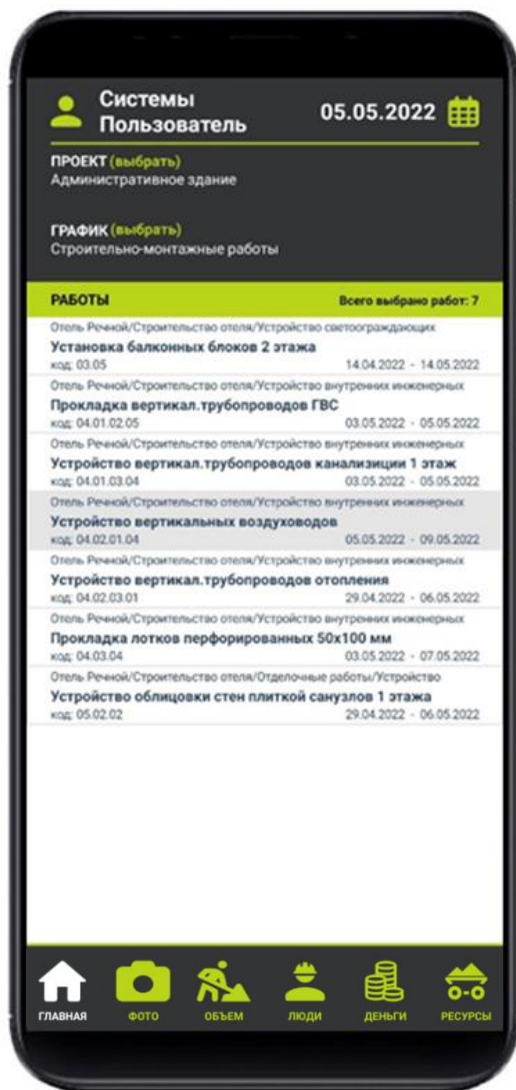 Системы
Пользователь
05.05.2022
ПРОЕКТ (выбрать)
Административное здание
ГРАФИК (выбрать)
Строительно-монтажные работы
РАБОТЫ Всего выбрано работ: 7
Отель Речной/Строительство отеля/Устройство светоограждающих
Установка балконных блоков 2 этажа
код: 03.05 14.04.2022 - 14.05.2022
Отель Речной/Строительство отеля/Устройство внутренних инженерных
Прокладка вертикал.трубопроводов ГВС
код: 04.01.02.05 03.05.2022 - 05.05.2022
Отель Речной/Строительство отеля/Устройство внутренних инженерных
Устройство вертикал.трубопроводов канализиции 1 этаж
код: 04.01.03.04 03.05.2022 - 05.05.2022
Отель Речной/Строительство отеля/Устройство внутренних инженерных
Устройство вертикальных воздуховодов
код: 04.02.01.04 05.05.2022 - 09.05.2022
Отель Речной/Строительство отеля/Устройство внутренних инженерных
Устройство вертикал.трубопроводов отопления
код: 04.02.03.01 29.04.2022 - 06.05.2022
Отель Речной/Строительство отеля/Устройство внутренних инженерных
Прокладка лотков перфорированных 50х100 мм
код: 04.03.04 03.05.2022 - 07.05.2022
Отель Речной/Строительство отеля/Отделочные работы/Устройство
Устройство облицовки стен плиткой санузлов 1 этажа
код: 05.02.02 29.04.2022 - 06.05.2022
ГЛАВНАЯ ФОТО ОБЪЕМ ЛЮДИ ДЕНЬГИ РЕСУРСЫ